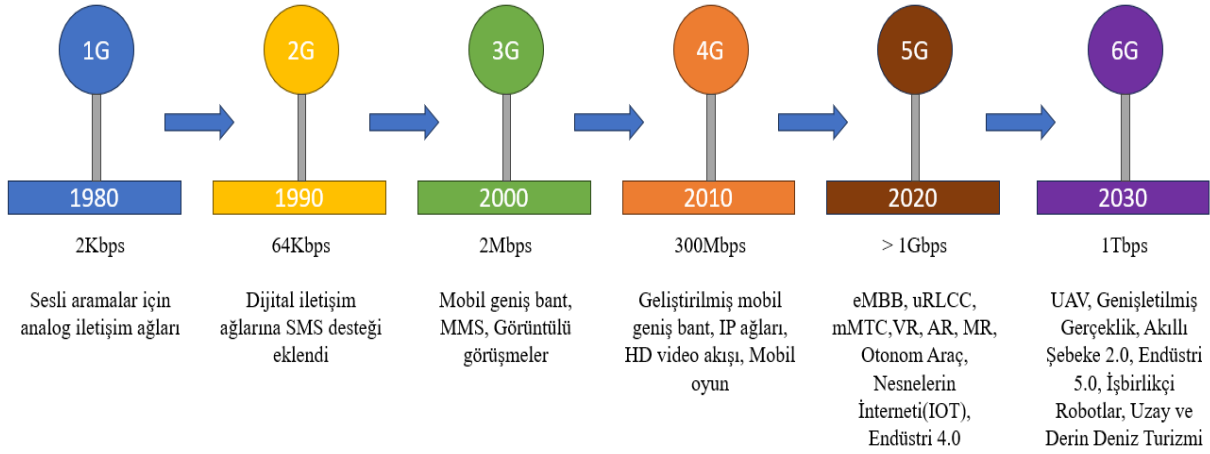 1G
2G
3G
4G
5G
6G
1980
1990
2000
2010
2020
2030
2Kbps
64Kbps
2Mbps
300Mbps
> 1Gbps
1Tbps
Sesli aramalar için
analog iletişim ağları
Dijital iletişim
ağlarına SMS desteği
eklendi
Mobil geniş bant,
MMS, Görüntülü
görüşmeler
Geliştirilmiş mobil
geniş bant, IP ağları,
HD video akışı, Mobil
oyun
eMBB, uRLCC,
mMTC,VR, AR, MR,
Otonom Araç,
Nesnelerin
İnterneti(IOT),
Endüstri 4.0
UAV, Genişletilmiş
Gerçeklik, Akıllı
Şebeke 2.0, Endüstri
5.0, İşbirlikçi
Robotlar, Uzay ve
Derin Deniz Turizmi